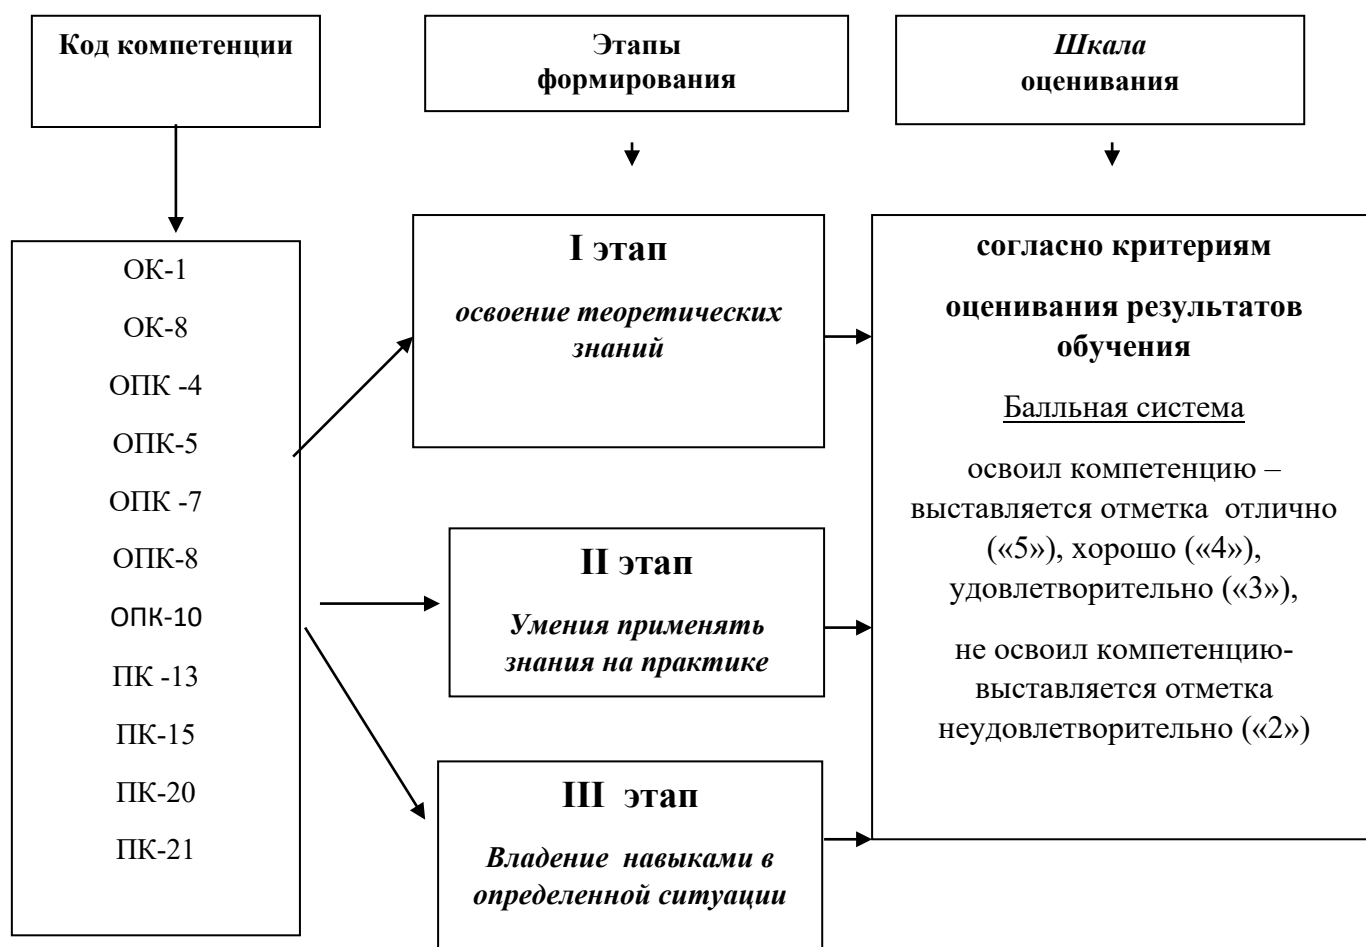 Код компетенции
Этапы
формирования
Шкала
оценивания
ОК-1
ОК-8
ОПК -4
ОПК-5
ОПК -7
ОПК-8
ОПК-10
ПК -13
ПК-15
ПК-20
ПК-21
I этап
освоение теоретических
знаний
II этап
Умения применять
знания на практике
III этап
Владение навыками в
определенной ситуации
согласно критериям
оценивания результатов
обучения
Балльная система
освоил компетенцию –
выставляется отметка отлично
(«5»), хорошо («4»),
удовлетворительно («3»),
не освоил компетенцию-
выставляется отметка
неудовлетворительно («2»)